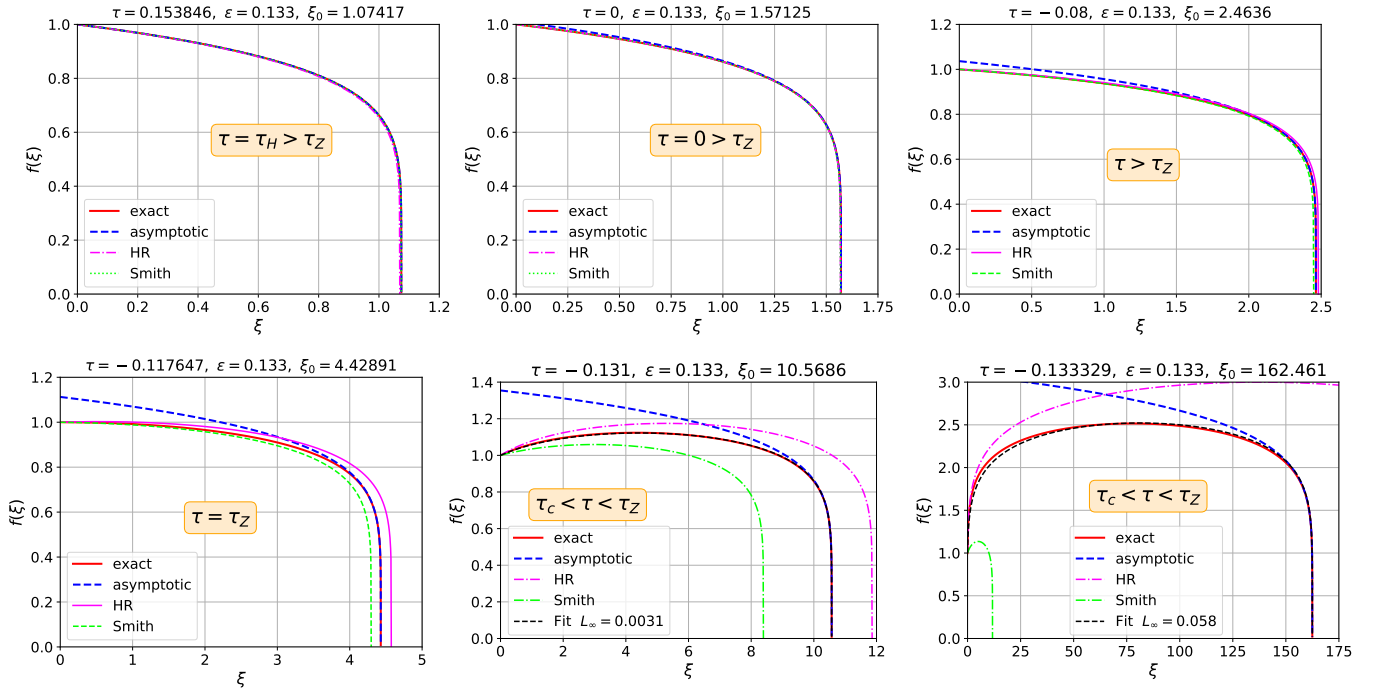 τ = 0.153846, ε = 0.133, ξ₀ = 1.07417
1.0
0.8
0.6
0.4
0.2
0.0
f(ξ)
τ = τ_H > τ_Z
exact
asymptotic
HR
Smith
0.0 0.2 0.4 0.6 0.8 1.0 1.2
ξ
τ = 0, ε = 0.133, ξ₀ = 1.57125
1.0
0.8
0.6
0.4
0.2
0.0
f(ξ)
τ = 0 > τ_Z
exact
asymptotic
HR
Smith
0.00 0.25 0.50 0.75 1.00 1.25 1.50 1.75
ξ
τ = −0.08, ε = 0.133, ξ₀ = 2.4636
1.2
1.0
0.8
0.6
0.4
0.2
0.0
f(ξ)
τ > τ_Z
exact
asymptotic
HR
Smith
0.0 0.5 1.0 1.5 2.0 2.5
ξ
τ = −0.117647, ε = 0.133, ξ₀ = 4.42891
1.2
1.0
0.8
0.6
0.4
0.2
0.0
f(ξ)
τ = τ_Z
exact
asymptotic
HR
Smith
0 1 2 3 4 5
ξ
τ = −0.131, ε = 0.133, ξ₀ = 10.5686
1.4
1.2
1.0
0.8
0.6
0.4
0.2
0.0
f(ξ)
τ_c < τ < τ_Z
exact
asymptotic
HR
Smith
Fit L_∞ = 0.0031
0 2 4 6 8 10 12
ξ
τ = −0.133329, ε = 0.133, ξ₀ = 162.461
3.0
2.5
2.0
1.5
1.0
0.5
0.0
f(ξ)
τ_c < τ < τ_Z
exact
asymptotic
HR
Smith
Fit L_∞ = 0.058
0 25 50 75 100 125 150 175
ξ